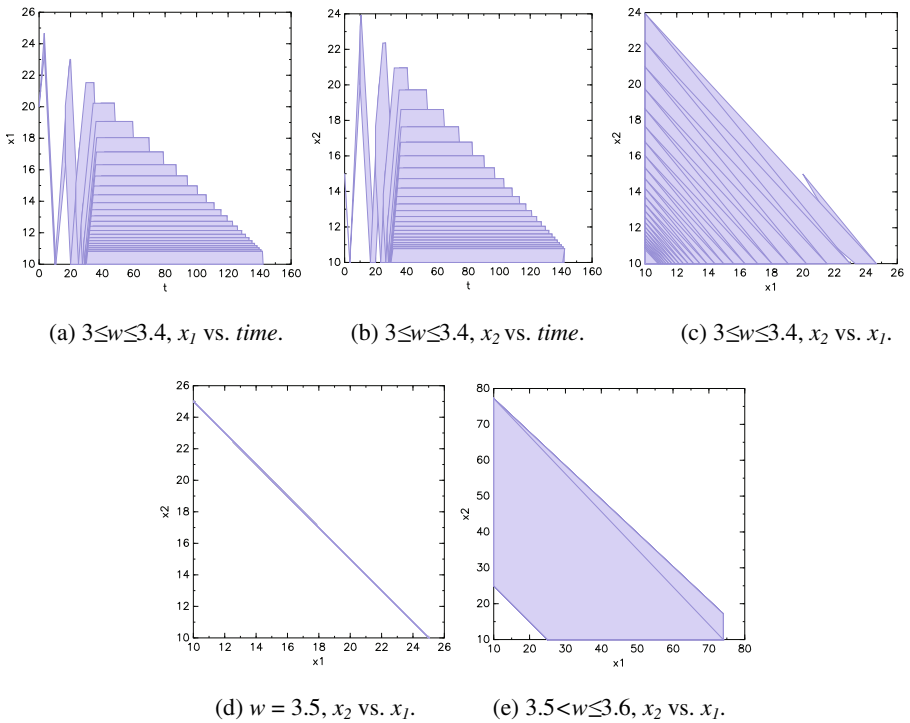 26
24
22
20
18
16
14
12
10
x1
0 20 40 60 80 100 120 140 160
t
24
22
20
18
16
14
12
10
x2
0 20 40 60 80 100 120 140 160
t
24
22
20
18
16
14
12
10
x2
10 12 14 16 18 20 22 24 26
x1
(a) 3≤w≤3.4, x1 vs. time.
(b) 3≤w≤3.4, x2 vs. time.
(c) 3≤w≤3.4, x2 vs. x1.
26
24
22
20
18
16
14
12
10
x2
10 12 14 16 18 20 22 24 26
x1
80
70
60
50
40
30
20
10
x2
10 20 30 40 50 60 70 80
x1
(d) w = 3.5, x2 vs. x1.
(e) 3.5<w≤3.6, x2 vs. x1.